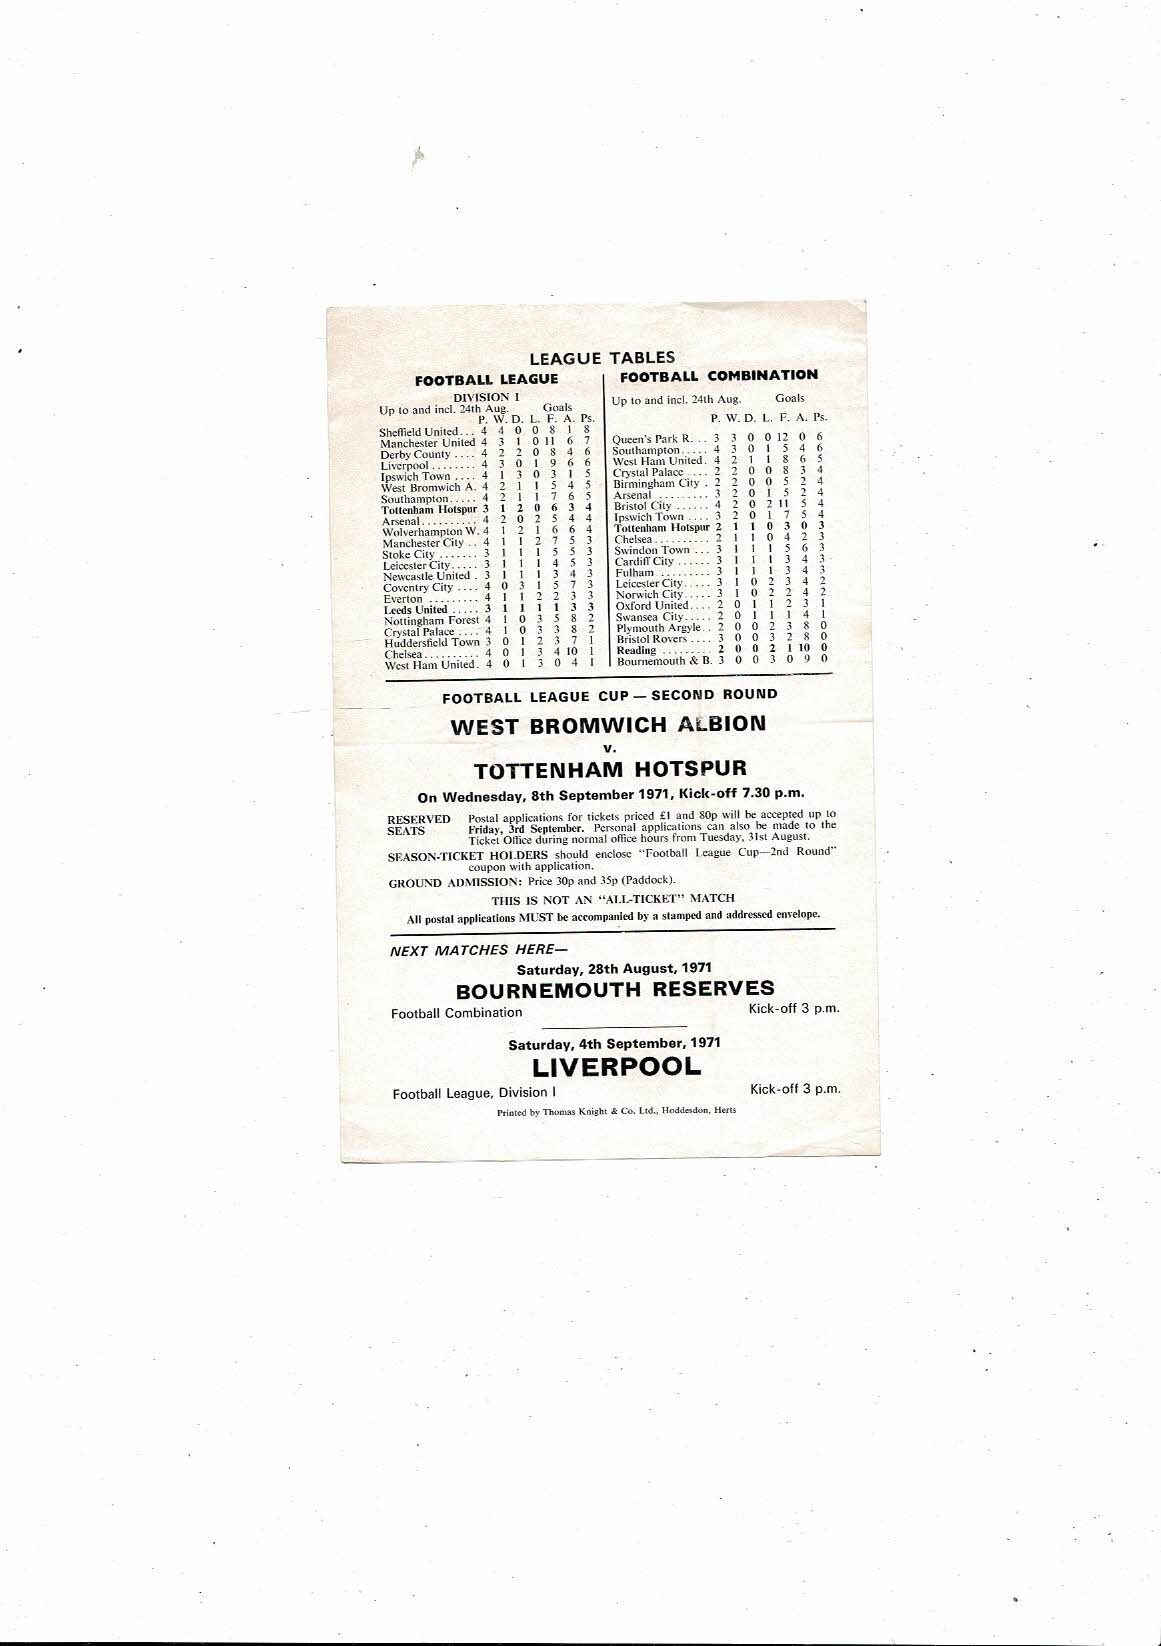 LEAGUE TABLES
FOOTBALL LEAGUE
DIVISION I
Up to and incl. 24th Aug. Goals
P. W. D. L. F. A. Ps.
Sheffield United... 4 4 0 0 8 1 8
Manchester United 4 3 1 0 11 6 7
Derby County .... 4 2 2 0 8 4 6
Liverpool ........ 4 3 0 1 9 6 6
Ipswich Town .... 4 1 3 0 3 1 5
West Bromwich A. 4 2 1 1 5 4 5
Southampton..... 4 2 1 1 7 6 5
Tottenham Hotspur 3 1 2 0 6 3 4
Arsenal.......... 4 2 0 2 5 4 4
Wolverhampton W. 4 1 2 1 6 6 4
Manchester City .. 4 1 1 2 7 5 3
Stoke City ....... 3 1 1 1 5 5 3
Leicester City..... 3 1 1 1 4 5 3
Newcastle United . 3 1 1 1 3 4 3
Coventry City .... 4 0 3 1 5 7 3
Everton ......... 4 1 1 2 2 3 3
Leeds United ..... 3 1 1 1 1 3 3
Nottingham Forest 4 1 0 3 5 8 2
Crystal Palace .... 4 1 0 3 3 8 2
Huddersfield Town 3 0 1 2 3 7 1
Chelsea.......... 4 0 1 3 4 10 1
West Ham United. 4 0 1 3 0 4 1
FOOTBALL COMBINATION
Up to and incl. 24th Aug. Goals
P. W. D. L. F. A. Ps.
Queen's Park R... 3 3 0 0 12 0 6
Southampton..... 4 3 0 1 5 4 6
West Ham United. 4 2 1 1 8 6 5
Crystal Palace .... 2 2 0 0 8 3 4
Birmingham City . 2 2 0 0 5 2 4
Arsenal ......... 3 2 0 1 5 2 4
Bristol City ...... 4 2 0 2 11 5 4
Ipswich Town .... 3 2 0 1 7 5 4
Tottenham Hotspur 2 1 1 0 3 0 3
Chelsea.......... 2 1 1 0 4 2 3
Swindon Town ... 3 1 1 1 5 6 3
Cardiff City ...... 3 1 1 1 3 4 3
Fulham .......... 3 1 1 1 3 4 3
Leicester City..... 3 1 0 2 3 4 2
Norwich City..... 3 1 0 2 2 4 2
Oxford United.... 2 0 1 1 2 3 1
Swansea City..... 2 0 1 1 1 4 1
Plymouth Argyle.. 2 0 0 2 3 8 0
Bristol Rovers .... 3 0 0 3 2 8 0
Reading ......... 2 0 0 2 1 10 0
Bournemouth & B. 3 0 0 3 0 9 0
FOOTBALL LEAGUE CUP — SECOND ROUND
WEST BROMWICH ALBION
v.
TOTTENHAM HOTSPUR
On Wednesday, 8th September 1971, Kick-off 7.30 p.m.
RESERVED SEATS Postal applications for tickets priced £1 and 80p will be accepted up to
Friday, 3rd September. Personal applications can also be made to the
Ticket Office during normal office hours from Tuesday, 31st August.
SEASON-TICKET HOLDERS should enclose "Football League Cup—2nd Round"
coupon with application.
GROUND ADMISSION: Price 30p and 35p (Paddock).
THIS IS NOT AN "ALL-TICKET" MATCH
All postal applications MUST be accompanied by a stamped and addressed envelope.
NEXT MATCHES HERE—
Saturday, 28th August, 1971
BOURNEMOUTH RESERVES
Football Combination Kick-off 3 p.m.
Saturday, 4th September, 1971
LIVERPOOL
Football League, Division I Kick-off 3 p.m.
Printed by Thomas Knight & Co. Ltd., Hoddesdon, Herts